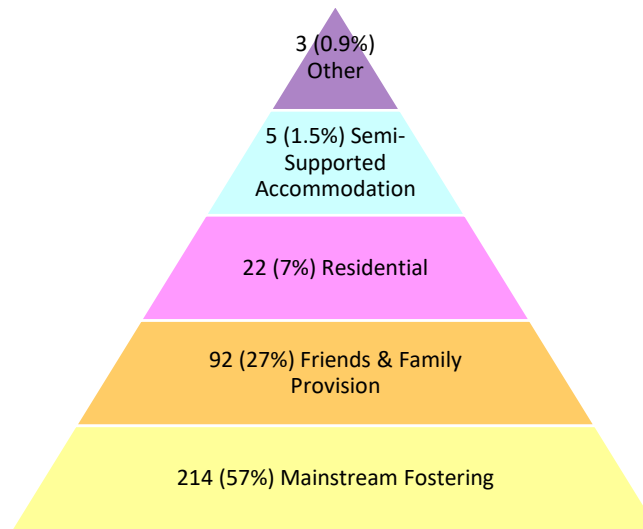 3 (0.9%)
Other
5 (1.5%) Semi-
Supported
Accommodation
22 (7%) Residential
92 (27%) Friends & Family
Provision
214 (57%) Mainstream Fostering